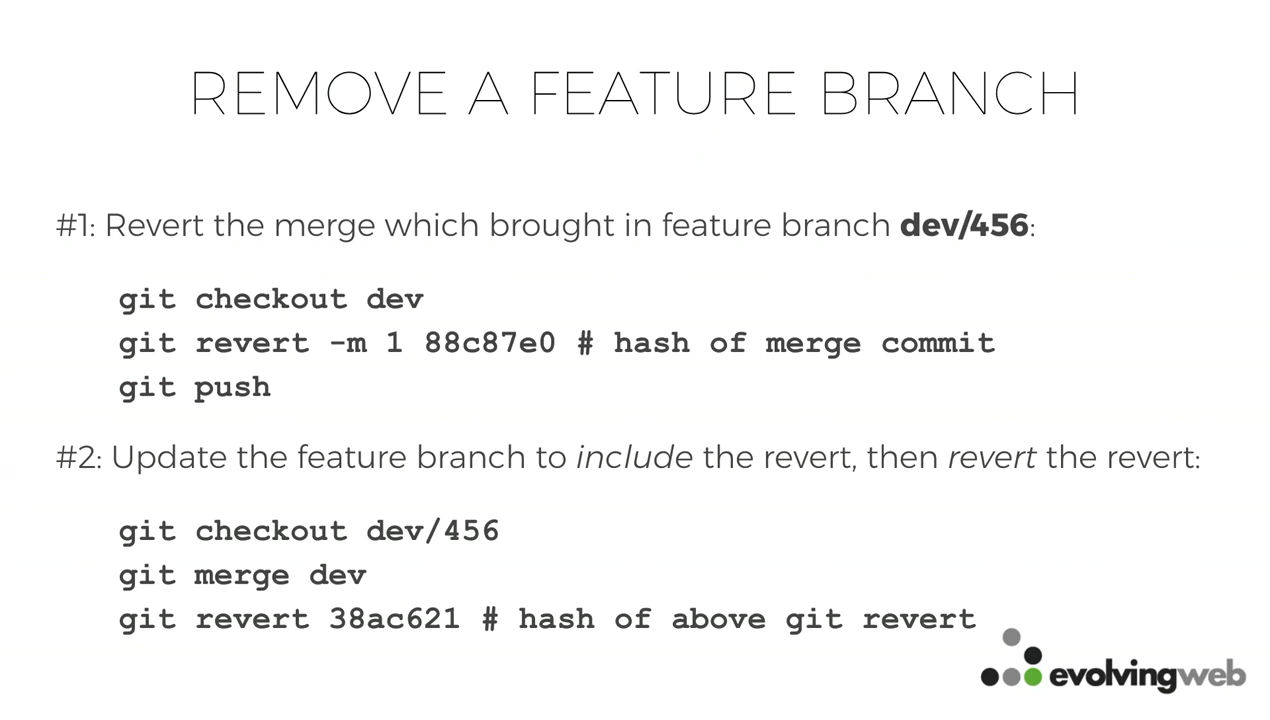 REMOVE A FEATURE BRANCH
#1: Revert the merge which brought in feature branch dev/456:
git checkout dev
git revert -m 1 88c87e0 # hash of merge commit
git push
#2: Update the feature branch to include the revert, then revert the revert:
git checkout dev/456
git merge dev
git revert 38ac621 # hash of above git revert
evolvingweb